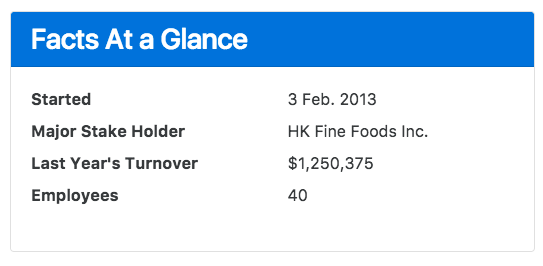 Facts At a Glance
Started 3 Feb. 2013
Major Stake Holder HK Fine Foods Inc.
Last Year's Turnover $1,250,375
Employees 40